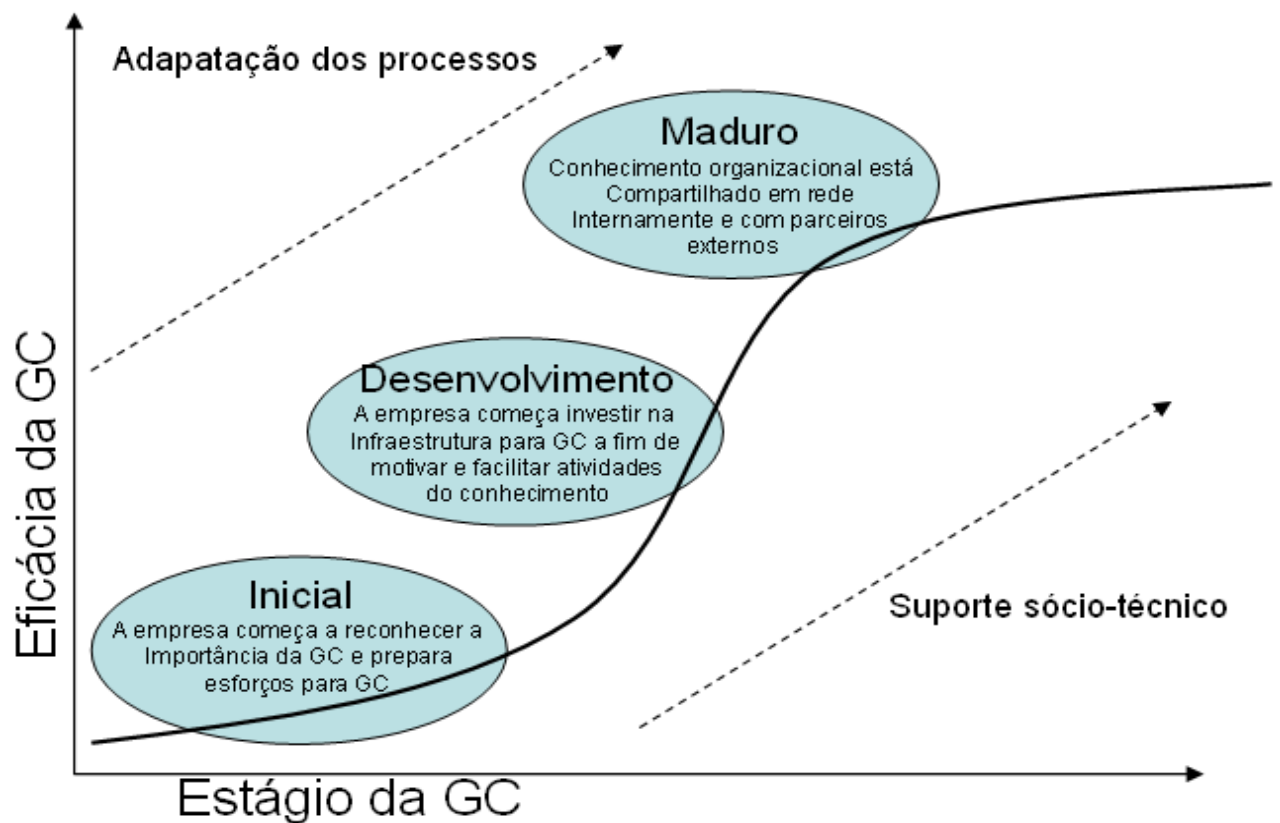 Adapatação dos processos
Maduro
Conhecimento organizacional está
Compartilhado em rede
Internamente e com parceiros
externos
Desenvolvimento
A empresa começa investir na
Infraestrutura para GC a fim de
motivar e facilitar atividades
do conhecimento
Inicial
A empresa começa a reconhecer a
Importância da GC e prepara
esforços para GC
Suporte sócio-técnico
Eficácia da GC
Estágio da GC